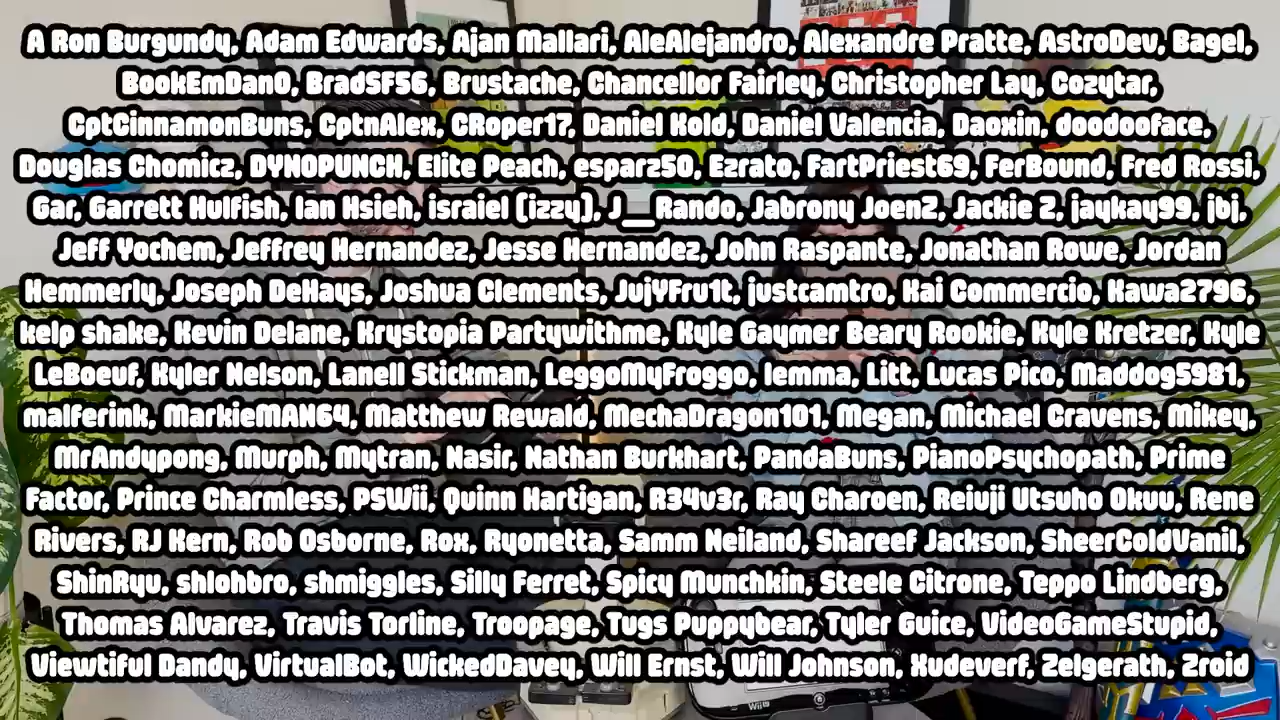 A Ron Burgundy, Adam Edwards, Ajan Mallari, AleAlejandro, Alexandre Pratte, AstroDev, Bagel,
BookEmDan0, BradSF56, Brustache, Chancellor Fairley, Christopher Lay, Cozytar,
CptCinnamonBuns, CptnAlex, CRoper17, Daniel Kold, Daniel Valencia, Daoxin, doodooface,
Douglas Chomicz, DYNOPUNCH, Elite Peach, esparz50, Ezrato, FartPriest69, FerBound, Fred Rossi,
Gar, Garrett Hulfish, Ian Hsieh, israiel (izzy), J__Rando, Jabrony JoenZ, Jackie Z, jaykay99, jbj,
Jeff Yochem, Jeffrey Hernandez, Jesse Hernandez, John Raspante, Jonathan Rowe, Jordan
Hemmerly, Joseph DeHays, Joshua Clements, JujYFru1t, justcamtro, Kai Commercio, Kawa2796,
kelp shake, Kevin Delane, Krystopia Partywithme, Kyle Gaymer Beary Rookie, Kyle Kretzer, Kyle
LeBoeuf, Kyler Nelson, Lanell Stickman, LeggoMyFroggo, lemma, Litt, Lucas Pico, Maddog5981,
malferink, MarkieMAN64, Matthew Rewald, MechaDragon101, Megan, Michael Cravens, Mikey,
MrAndypong, Murph, Mytran, Nasir, Nathan Burkhart, PandaBuns, PianoPsychopath, Prime
Factor, Prince Charmless, PSWii, Quinn Hartigan, R34v3r, Ray Charoen, Reiuji Utsuho Okuu, Rene
Rivers, RJ Kern, Rob Osborne, Rox, Ryonetta, Samm Neiland, Shareef Jackson, SheerColdVanil,
ShinRyu, shlohbro, shmiggles, Silly Ferret, Spicy Munchkin, Steele Citrone, Teppo Lindberg,
Thomas Alvarez, Travis Torline, Troopage, Tugs Puppybear, Tyler Guice, VideoGameStupid,
Viewtiful Dandy, VirtualBot, WickedDavey, Will Ernst, Will Johnson, Xudeverf, Zelgerath, Zroid
Wii U